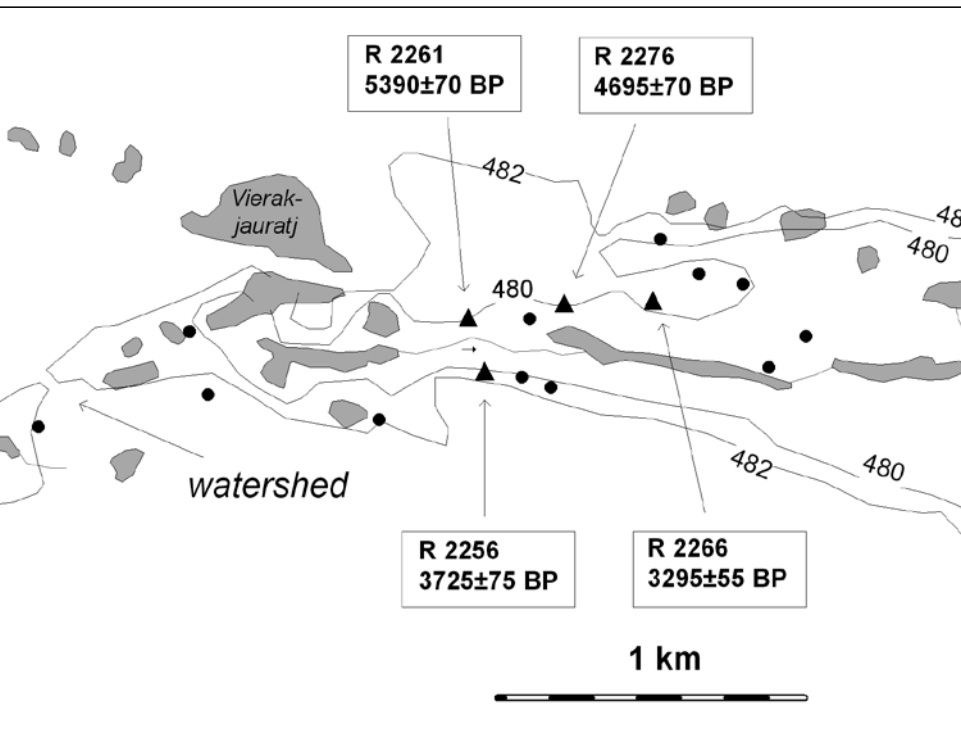 R 2261
5390±70 BP
R 2276
4695±70 BP
482
Vierak-
jauratj
48
480
480
watershed
482
480
R 2256
3725±75 BP
R 2266
3295±55 BP
1 km